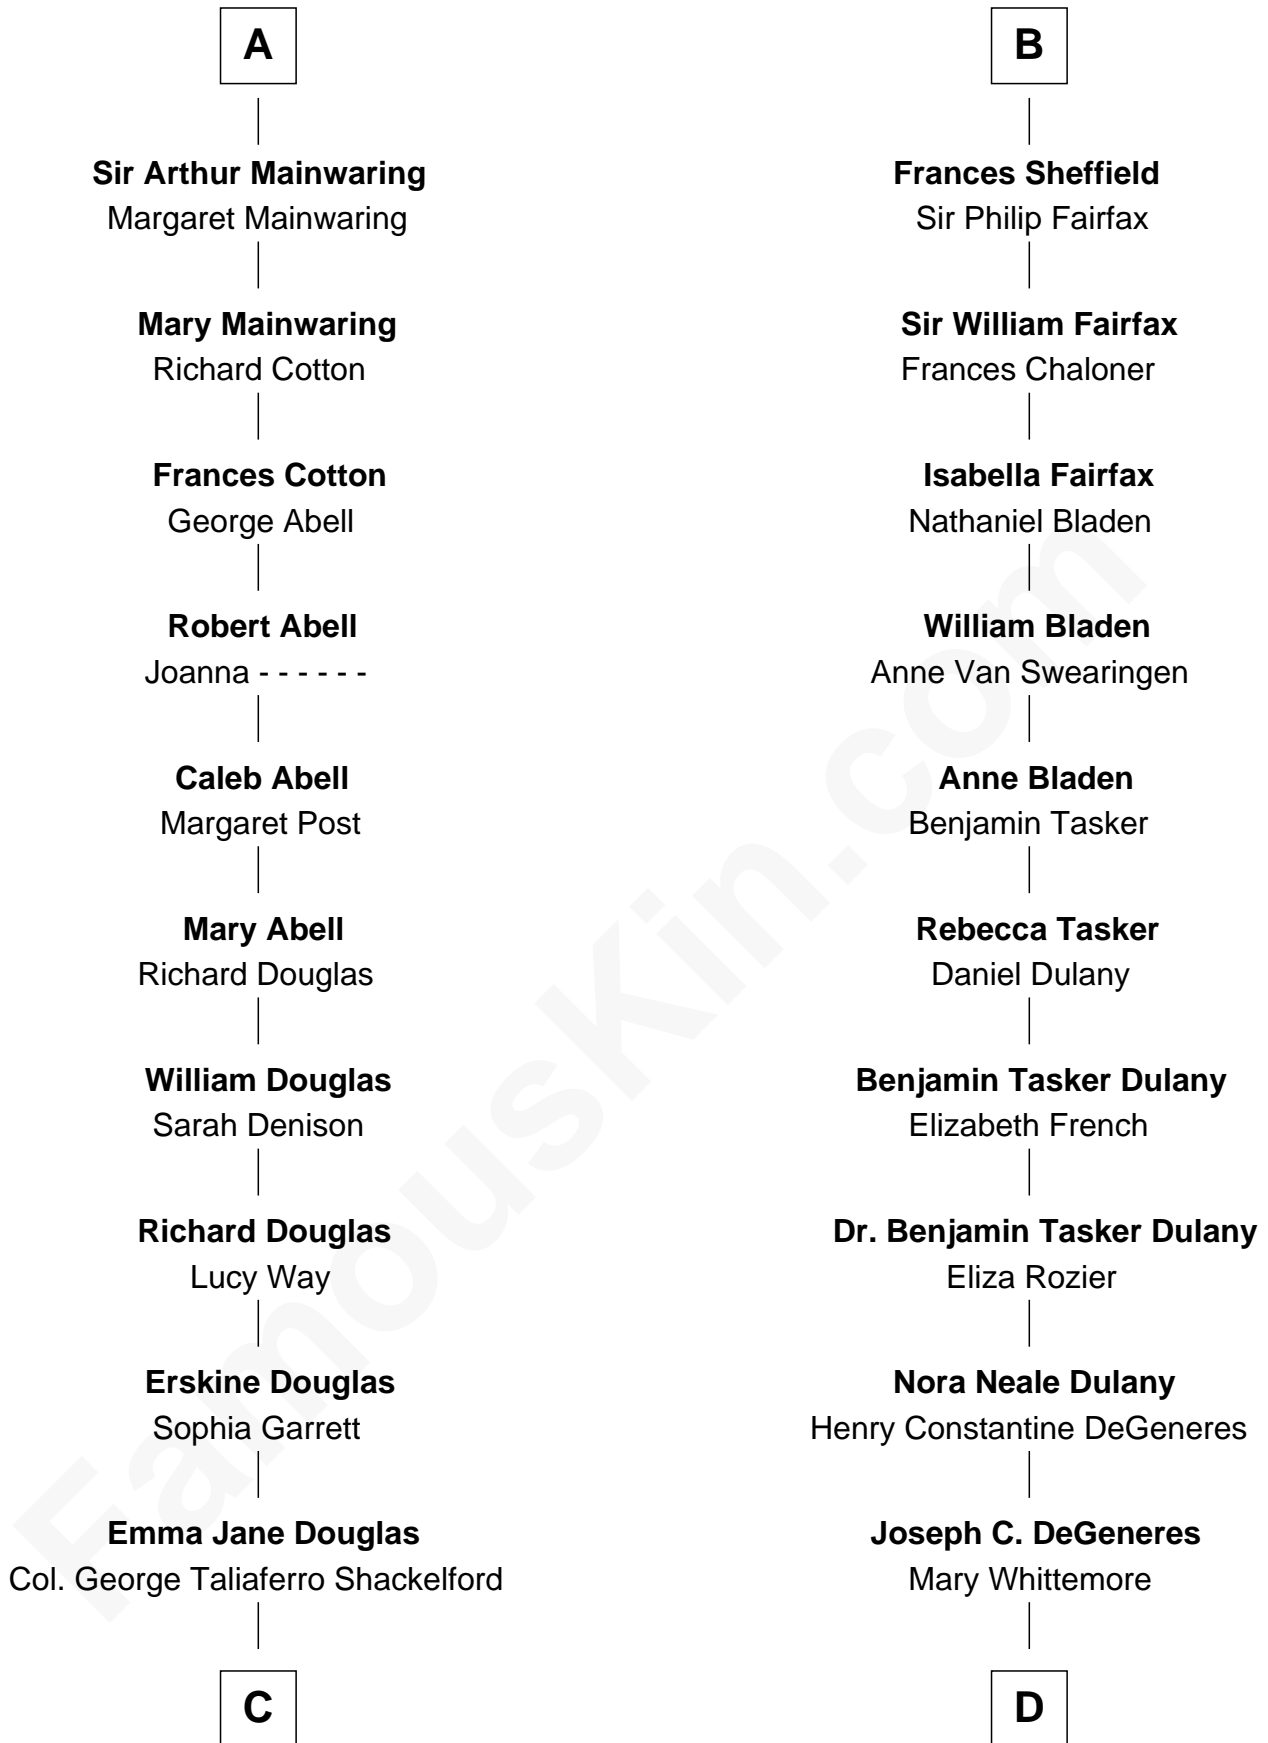 A
Sir Arthur Mainwaring
Margaret Mainwaring
Mary Mainwaring
Richard Cotton
Frances Cotton
George Abell
Robert Abell
Joanna - - - - - -
Caleb Abell
Margaret Post
Mary Abell
Richard Douglas
William Douglas
Sarah Denison
Richard Douglas
Lucy Way
Erskine Douglas
Sophia Garrett
Emma Jane Douglas
Col. George Taliaferro Shackelford
C
B
Frances Sheffield
Sir Philip Fairfax
Sir William Fairfax
Frances Chaloner
Isabella Fairfax
Nathaniel Bladen
William Bladen
Anne Van Swearingen
Anne Bladen
Benjamin Tasker
Rebecca Tasker
Daniel Dulany
Benjamin Tasker Dulany
Elizabeth French
Dr. Benjamin Tasker Dulany
Eliza Rozier
Nora Neale Dulany
Henry Constantine DeGeneres
Joseph C. DeGeneres
Mary Whittemore
D
FamousKin.com